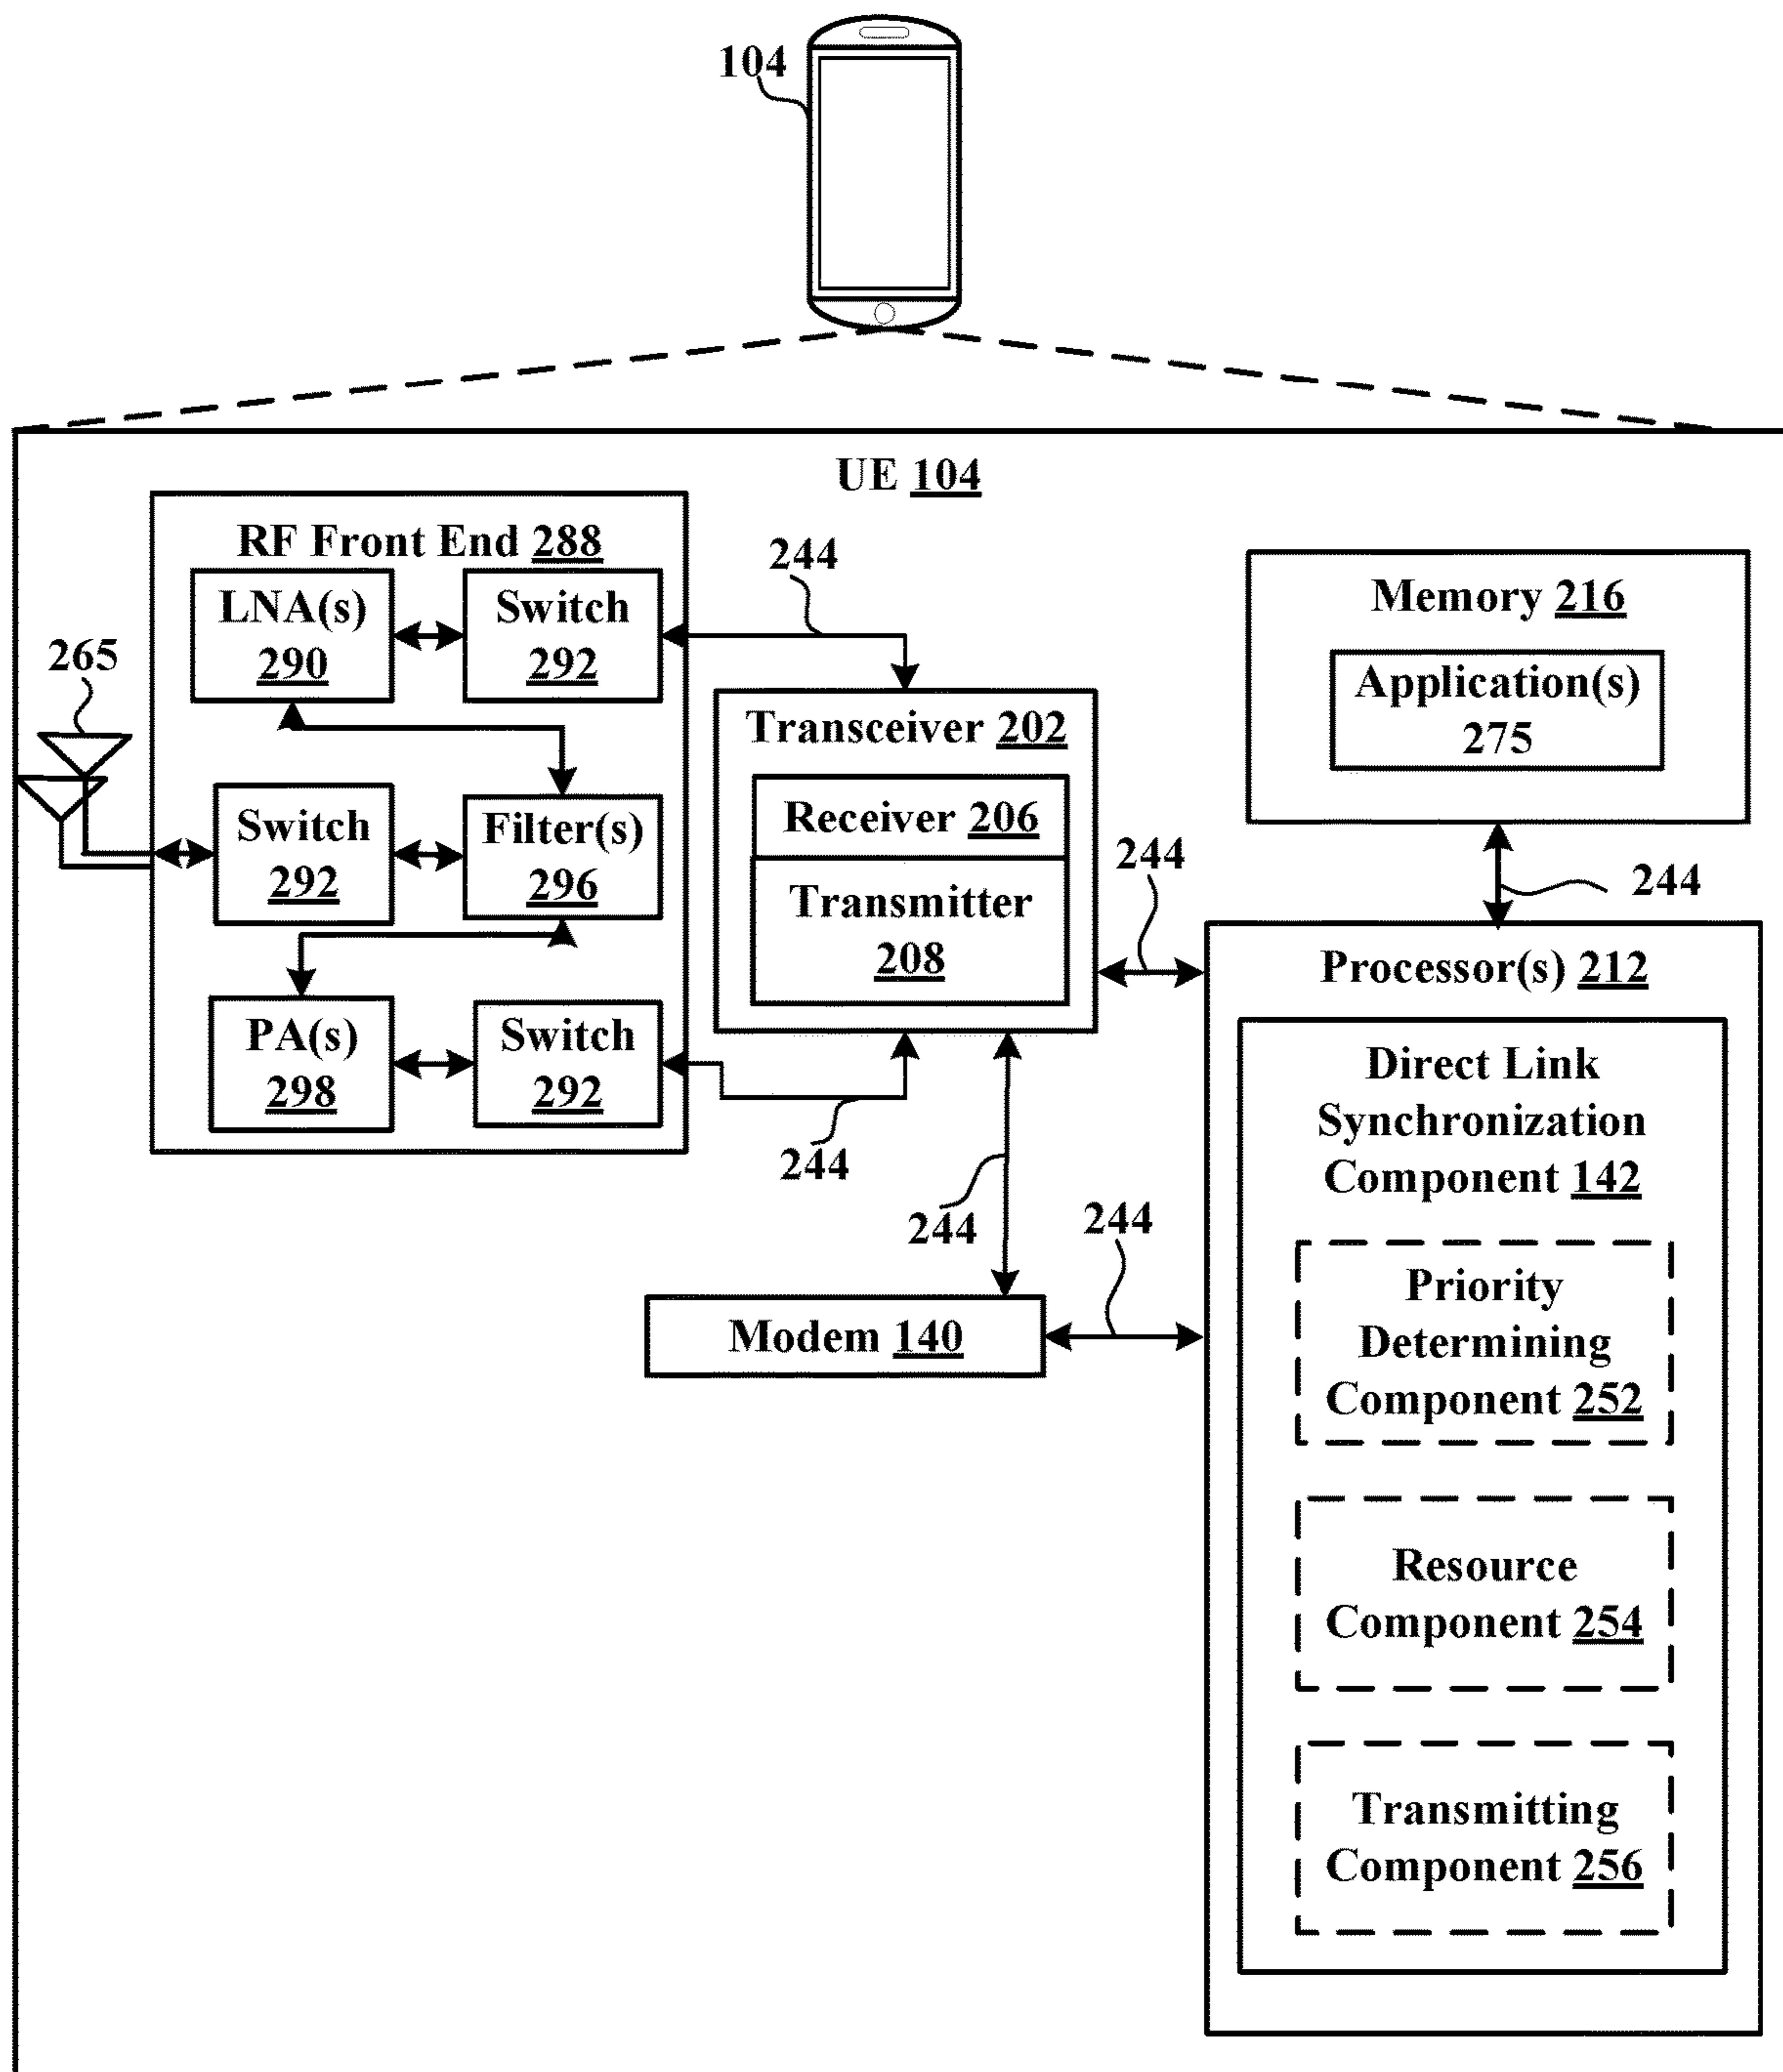 104
UE 104
RF Front End 288
LNA(s)
290
Switch
292
244
265
Switch
292
Filter(s)
296
PA(s)
298
Switch
292
244
Transceiver 202
Receiver 206
Transmitter
208
244
244
Modem 140
244
Memory 216
Application(s)
275
244
Processor(s) 212
Direct Link
Synchronization
Component 142
Priority
Determining
Component 252
Resource
Component 254
Transmitting
Component 256